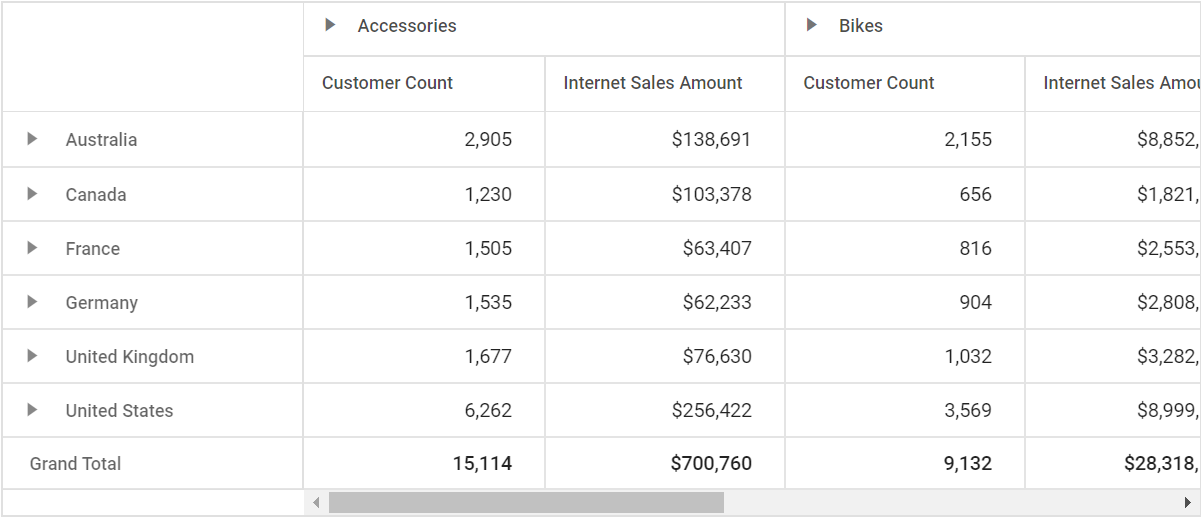 Accessories Bikes
Customer Count Internet Sales Amount Customer Count Internet Sales Amou
Australia 2,905 $138,691 2,155 $8,852,
Canada 1,230 $103,378 656 $1,821,
France 1,505 $63,407 816 $2,553,
Germany 1,535 $62,233 904 $2,808,
United Kingdom 1,677 $76,630 1,032 $3,282,
United States 6,262 $256,422 3,569 $8,999,
Grand Total 15,114 $700,760 9,132 $28,318,